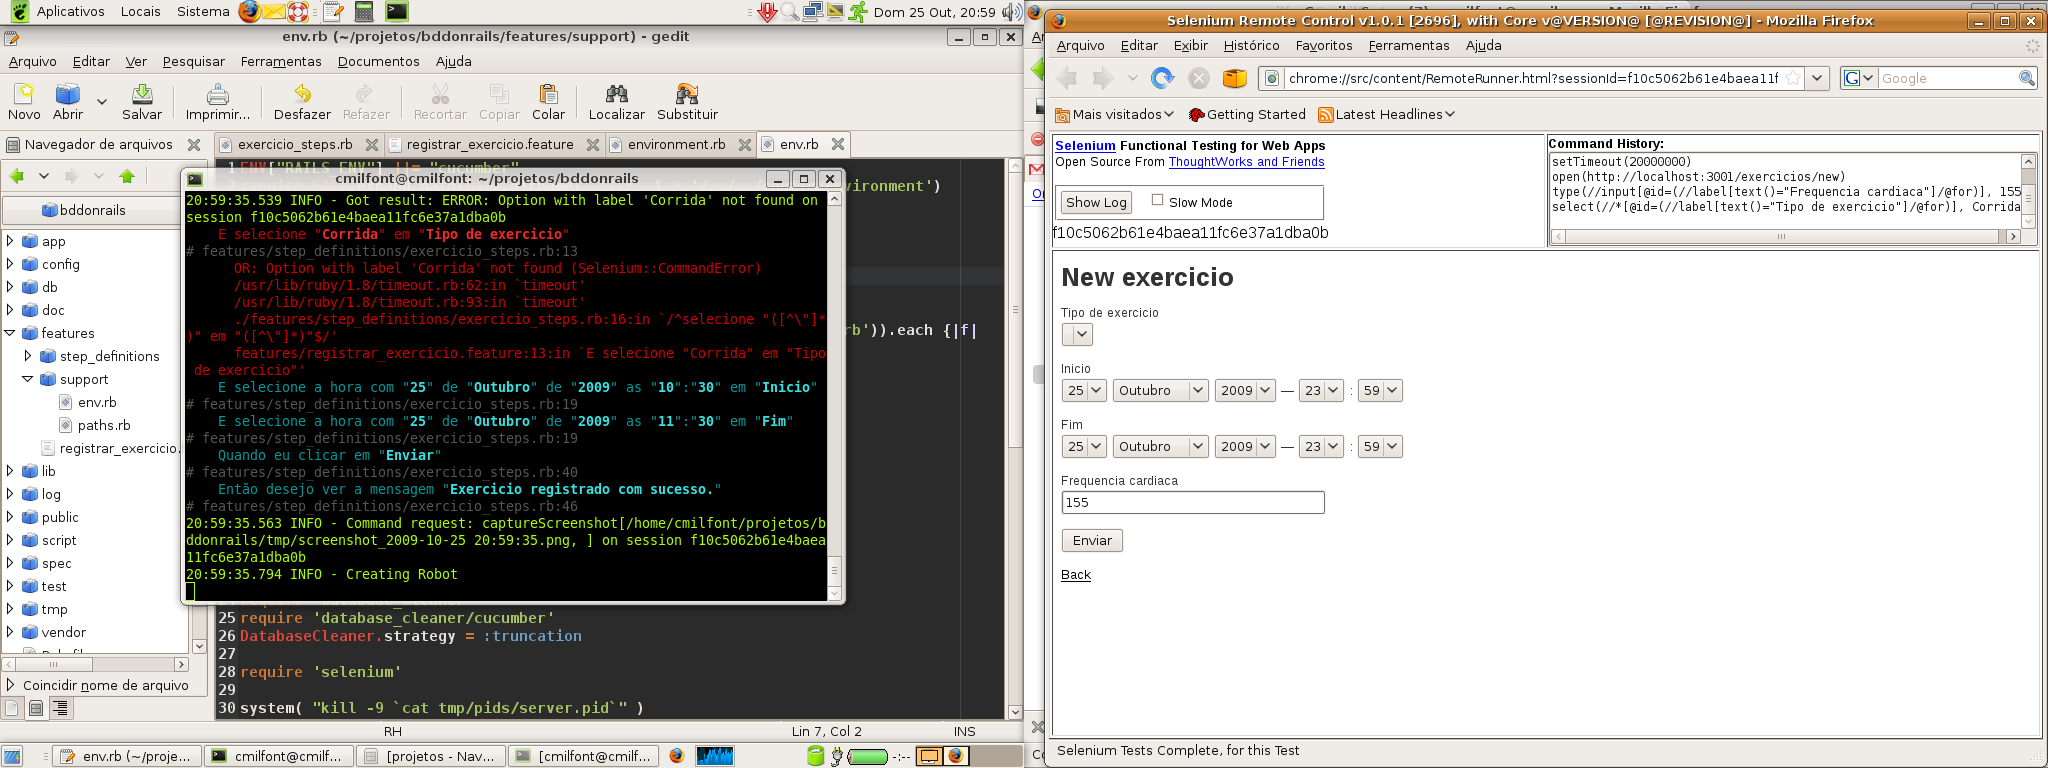 Aplicativos Locais Sistema Dom 25 Out, 20:59
env.rb (~/projetos/bddonrails/features/support) - gedit
Arquivo Editar Ver Pesquisar Ferramentas Documentos Ajuda
Novo Abrir Salvar Imprimir... Desfazer Refazer Recortar Copiar Colar Localizar Substituir
Navegador de arquivos
exercicio_steps.rb registrar_exercicio.feature environment.rb env.rb
bddonrails
app
config
db
doc
features
step_definitions
support
env.rb
paths.rb
registrar_exercicio.
lib
log
public
script
spec
test
tmp
vendor
Coincidir nome de arquivo
1 ENV["RAILS_ENV"] ||= "cucumber"
vironment')
rb')).each {|f|
cmilfont@cmilfont: ~/projetos/bddonrails
20:59:35.539 INFO - Got result: ERROR: Option with label 'Corrida' not found on
session f10c5062b61e4baea11fc6e37a1dba0b
E selecione "Corrida" em "Tipo de exercicio"
# features/step_definitions/exercicio_steps.rb:13
OR: Option with label 'Corrida' not found (Selenium::CommandError)
/usr/lib/ruby/1.8/timeout.rb:62:in `timeout'
/usr/lib/ruby/1.8/timeout.rb:93:in `timeout'
./features/step_definitions/exercicio_steps.rb:16:in `/^selecione "([^\"]*
)" em "([^\"]*)"$/'
features/registrar_exercicio.feature:13:in `E selecione "Corrida" em "Tipo
de exercicio"'
E selecione a hora com "25" de "Outubro" de "2009" as "10":"30" em "Inicio"
# features/step_definitions/exercicio_steps.rb:19
E selecione a hora com "25" de "Outubro" de "2009" as "11":"30" em "Fim"
# features/step_definitions/exercicio_steps.rb:19
Quando eu clicar em "Enviar"
# features/step_definitions/exercicio_steps.rb:40
Então desejo ver a mensagem "Exercicio registrado com sucesso."
# features/step_definitions/exercicio_steps.rb:46
20:59:35.563 INFO - Command request: captureScreenshot[/home/cmilfont/projetos/b
ddonrails/tmp/screenshot_2009-10-25 20:59:35.png, ] on session f10c5062b61e4baea
11fc6e37a1dba0b
20:59:35.794 INFO - Creating Robot
25 require 'database_cleaner/cucumber'
26 DatabaseCleaner.strategy = :truncation
27
28 require 'selenium'
29
30 system( "kill -9 `cat tmp/pids/server.pid`" )
RH Lin 7, Col 2 INS
env.rb (~/proje... cmilfont@cmilf... [projetos - Nav... [cmilfont@cmilf... -:--
Selenium Remote Control v1.0.1 [2696], with Core v@VERSION@ [@REVISION@] - Mozilla Firefox
Arquivo Editar Exibir Histórico Favoritos Ferramentas Ajuda
chrome://src/content/RemoteRunner.html?sessionId=f10c5062b61e4baea11f Google
Mais visitados Getting Started Latest Headlines
Selenium Functional Testing for Web Apps
Open Source From ThoughtWorks and Friends
Show Log Slow Mode
f10c5062b61e4baea11fc6e37a1dba0b
Command History:
setTimeout(20000000)
open(http://localhost:3001/exercicios/new)
type(//input[@id=(//label[text()="Frequencia cardiaca"]/@for)], 155
select(//*[@id=(//label[text()="Tipo de exercicio"]/@for)], Corrida
New exercicio
Tipo de exercicio
Inicio
25 Outubro 2009 — 23 : 59
Fim
25 Outubro 2009 — 23 : 59
Frequencia cardiaca
155
Enviar
Back
Selenium Tests Complete, for this Test